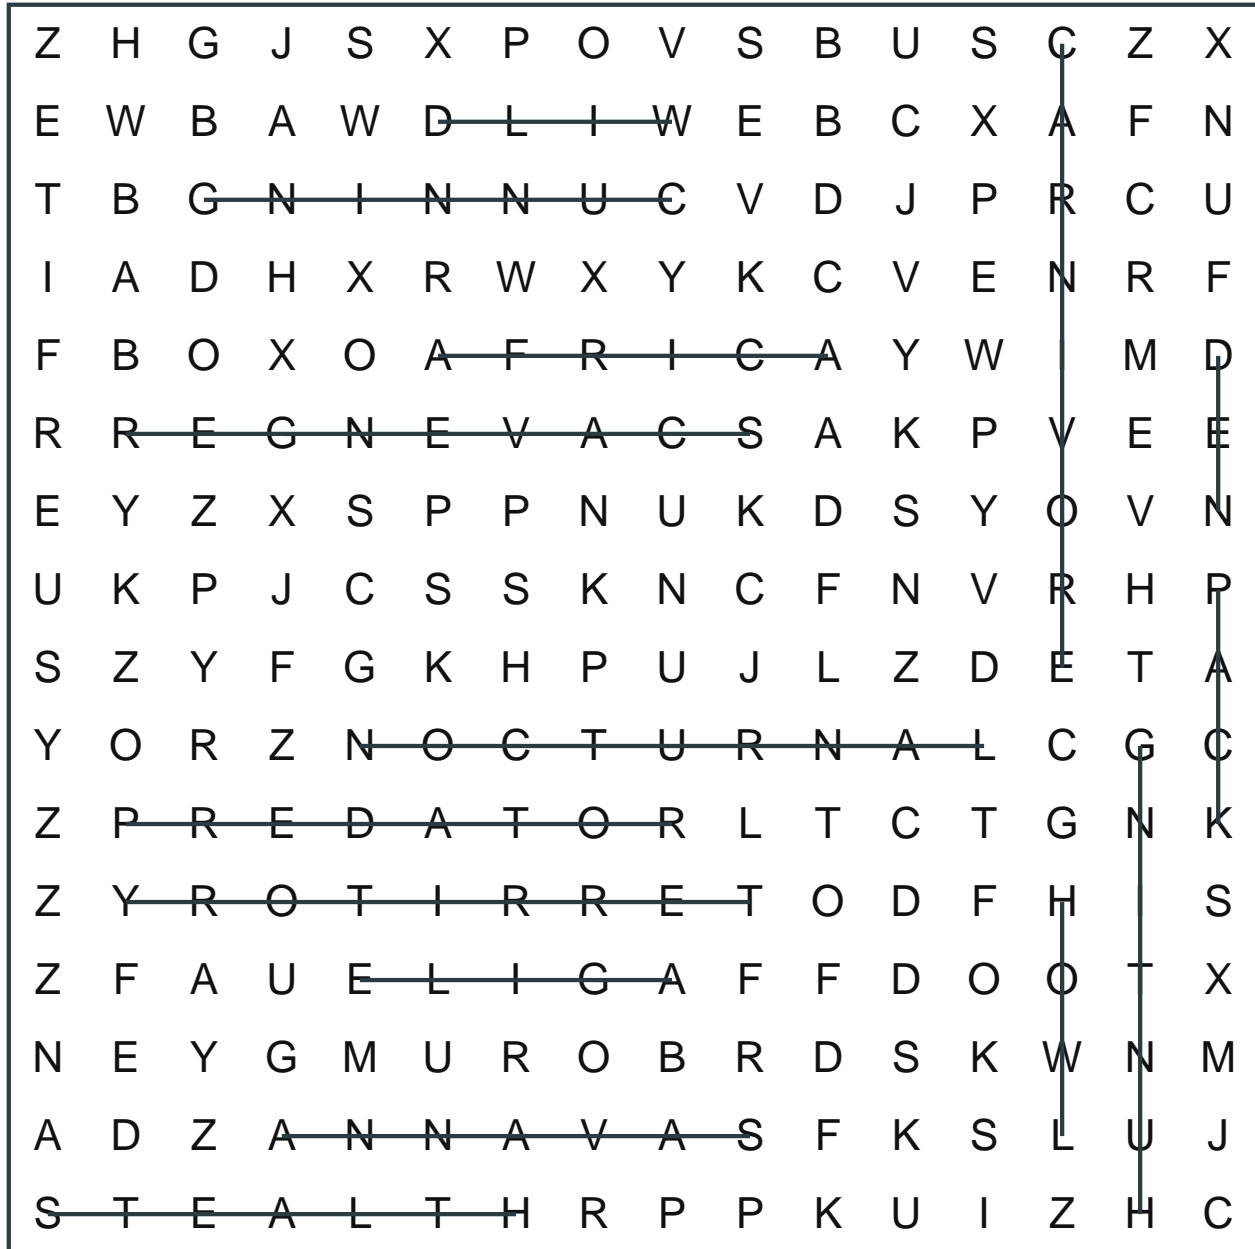 Z H G J S X P O V S B U S C Z X
E W B A W D L I W E B C X A F N
T B G N I N N U C V D J P R C U
I A D H X R W X Y K C V E N R F
F B O X O A F R I C A Y W I M D
R R E G N E V A C S A K P V E E
E Y Z X S P P N U K D S Y O V N
U K P J C S S K N C F N V R H P
S Z Y F G K H P U J L Z D E T A
Y O R Z N O C T U R N A L C G C
Z P R E D A T O R L T C T G N K
Z Y R O T I R R E T O D F H I S
Z F A U E L I G A F F D O O T X
N E Y G M U R O B R D S K W N M
A D Z A N N A V A S F K S L U J
S T E A L T H R P P K U I Z H C